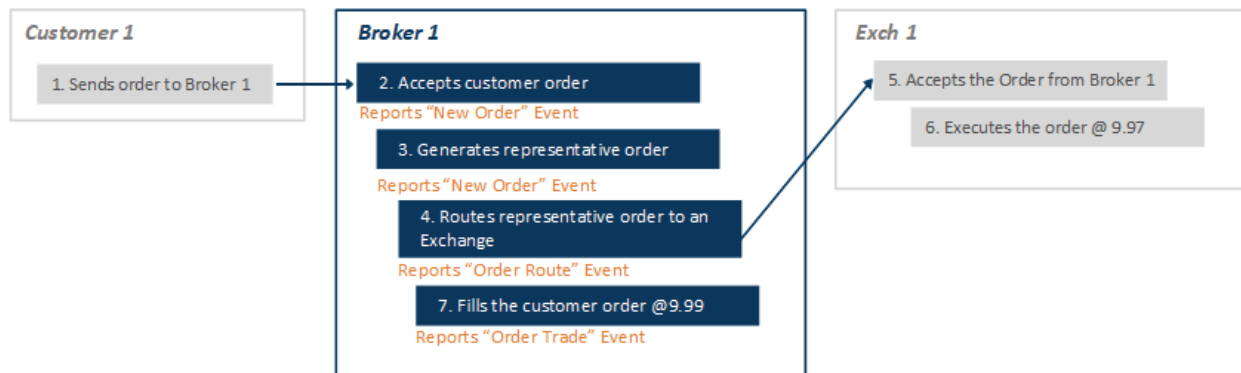 Customer 1
1. Sends order to Broker 1
Broker 1
2. Accepts customer order
Reports “New Order” Event
3. Generates representative order
Reports “New Order” Event
4. Routes representative order to an
Exchange
Reports “Order Route” Event
7. Fills the customer order @9.99
Reports “Order Trade” Event
Exch 1
5. Accepts the Order from Broker 1
6. Executes the order @ 9.97